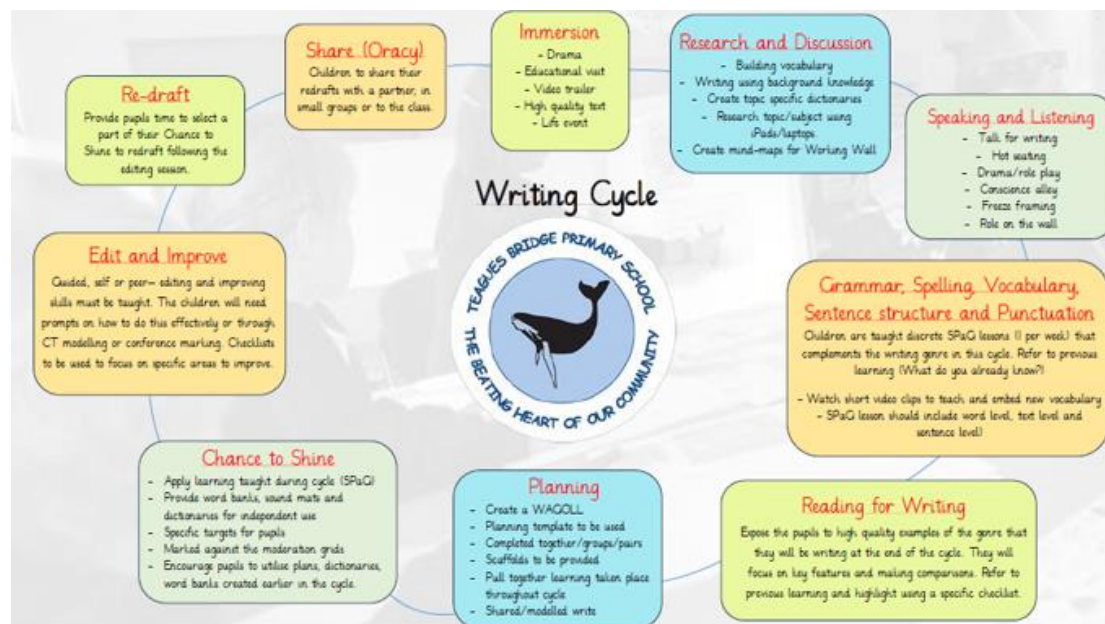 Writing Cycle
TEAGUES BRIDGE PRIMARY SCHOOL
THE BEATING HEART OF OUR COMMUNITY
Immersion
- Drama
- Educational visit
- Video trailer
- High quality text
- Life event
Research and Discussion
- Building vocabulary
- Writing using background knowledge
- Create topic specific dictionaries
- Research topic/subject using
iPads/laptops.
- Create mind-maps for Working Wall
Speaking and Listening
- Talk for writing
- Hot seating
- Drama/role play
- Conscience alley
- Freeze framing
- Role on the wall
Grammar, Spelling, Vocabulary,
Sentence structure and Punctuation
Children are taught discrete SPaG lessons (1 per week) that
complements the writing genre in this cycle. Refer to previous
learning (What do you already know?)
- Watch short video clips to teach and embed new vocabulary
- SPaG lesson should include word level, text level and
sentence level)
Reading for Writing
Expose the pupils to high quality examples of the genre that
they will be writing at the end of the cycle. They will
focus on key features and making comparisons. Refer to
previous learning and highlight using a specific checklist.
Planning
- Create a WAGOLL
- Planning template to be used
- Completed together/groups/pairs
- Scaffolds to be provided
- Pull together learning taken place
throughout cycle
- Shared/modelled write
Chance to Shine
- Apply learning taught during cycle (SPaG)
- Provide word banks, sound mats and
dictionaries for independent use
- Specific targets for pupils
- Marked against the moderation grids
- Encourage pupils to utilise plans, dictionaries,
word banks created earlier in the cycle.
Edit and Improve
Guided, self or peer- editing and improving
skills must be taught. The children will need
prompts on how to do this effectively or through
CT modelling or conference marking. Checklists
to be used to focus on specific areas to improve.
Re-draft
Provide pupils time to select a
part of their Chance to
Shine to redraft following the
editing session.
Share (Oracy)
Children to share their
redrafts with a partner, in
small groups or to the class.